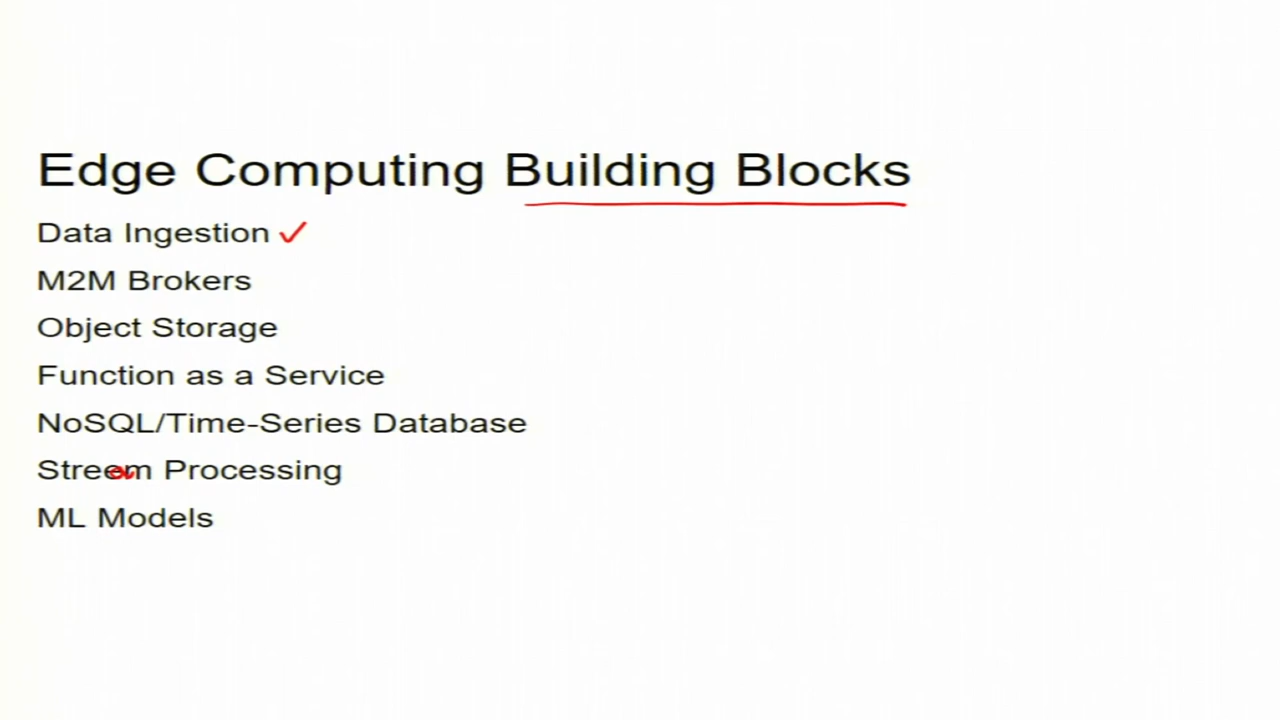 Edge Computing Building Blocks
Data Ingestion ✓
M2M Brokers
Object Storage
Function as a Service
NoSQL/Time-Series Database
Streem Processing
ML Models